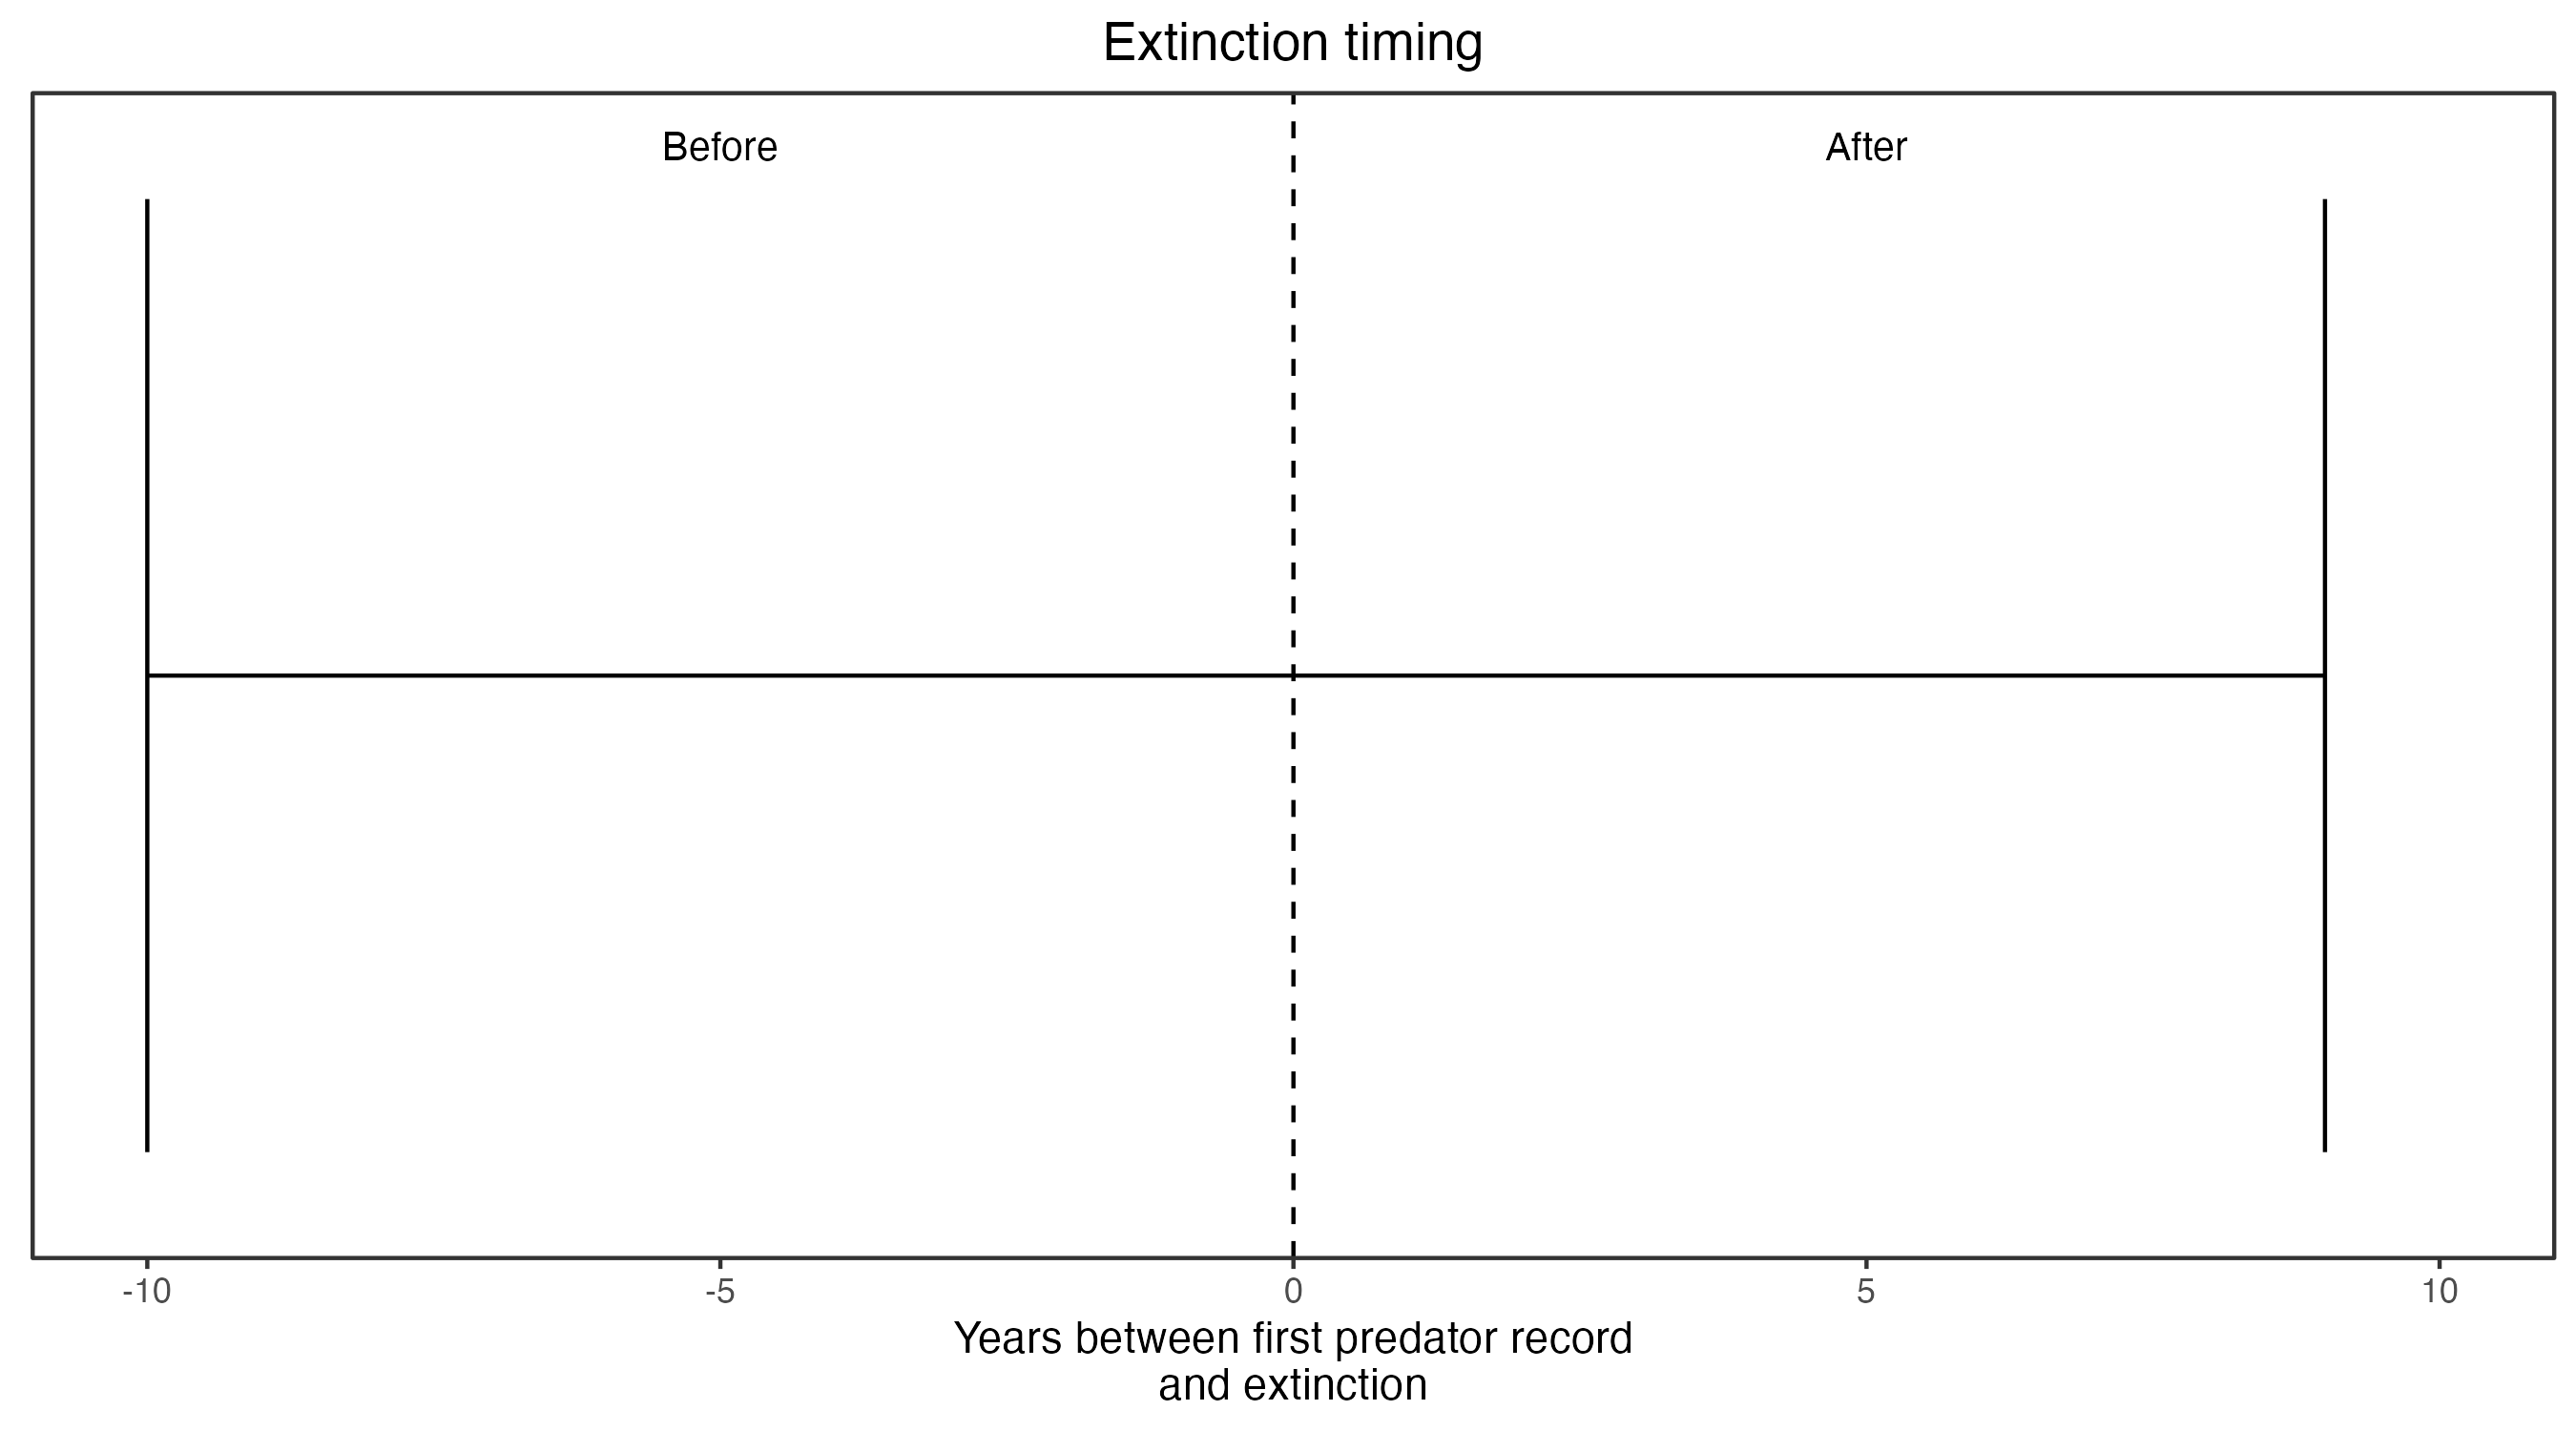 Extinction timing
Before After
-10 -5 0 5 10
Years between first predator record
and extinction